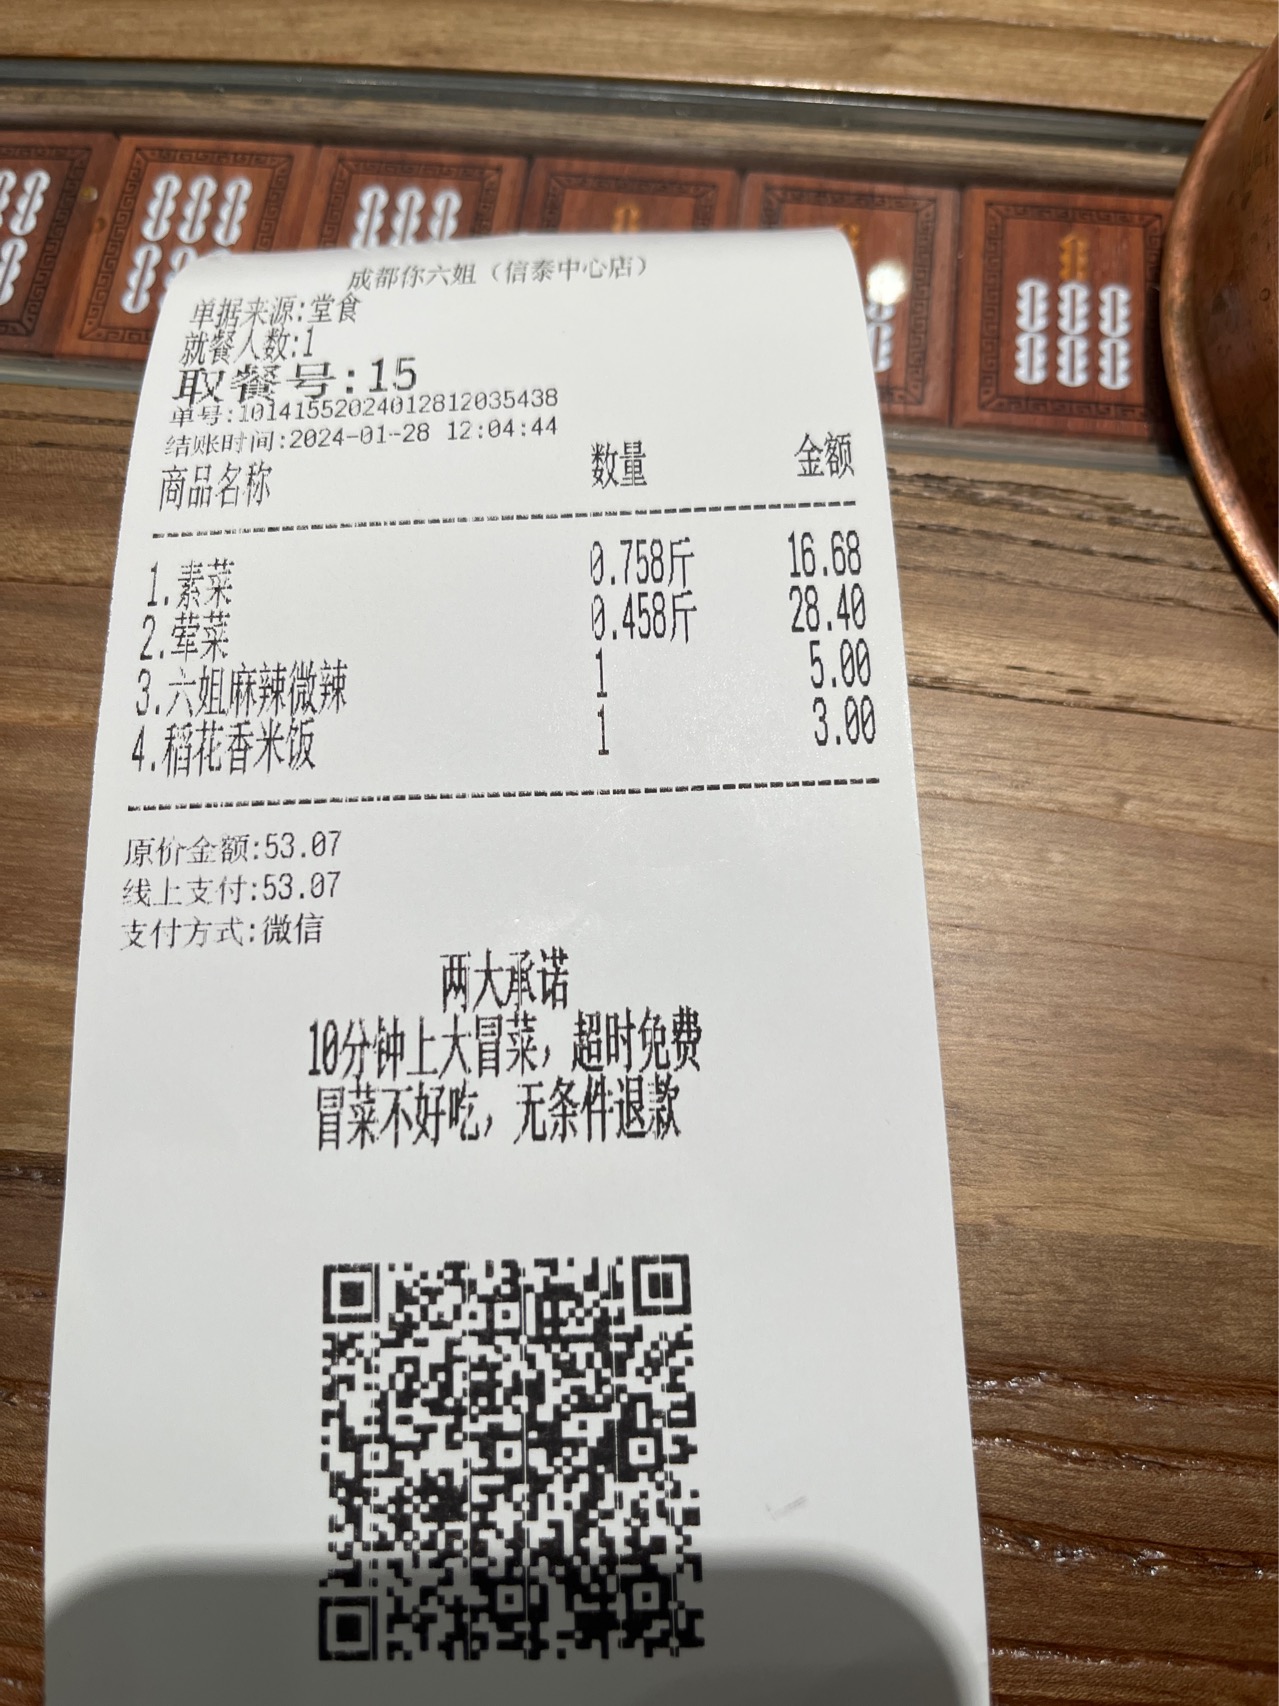 成都你六姐（信泰中心店）
单据来源:堂食
就餐人数:1
取餐号:15
单号:10141552024012812035438
结账时间:2024-01-28 12:04:44
商品名称 数量 金额
1.素菜 0.758斤 16.68
2.荤菜 0.458斤 28.40
3.六姐麻辣微辣 1 5.00
4.稻花香米饭 1 3.00
原价金额:53.07
线上支付:53.07
支付方式:微信
两大承诺
10分钟上大冒菜，超时免费
冒菜不好吃，无条件退款